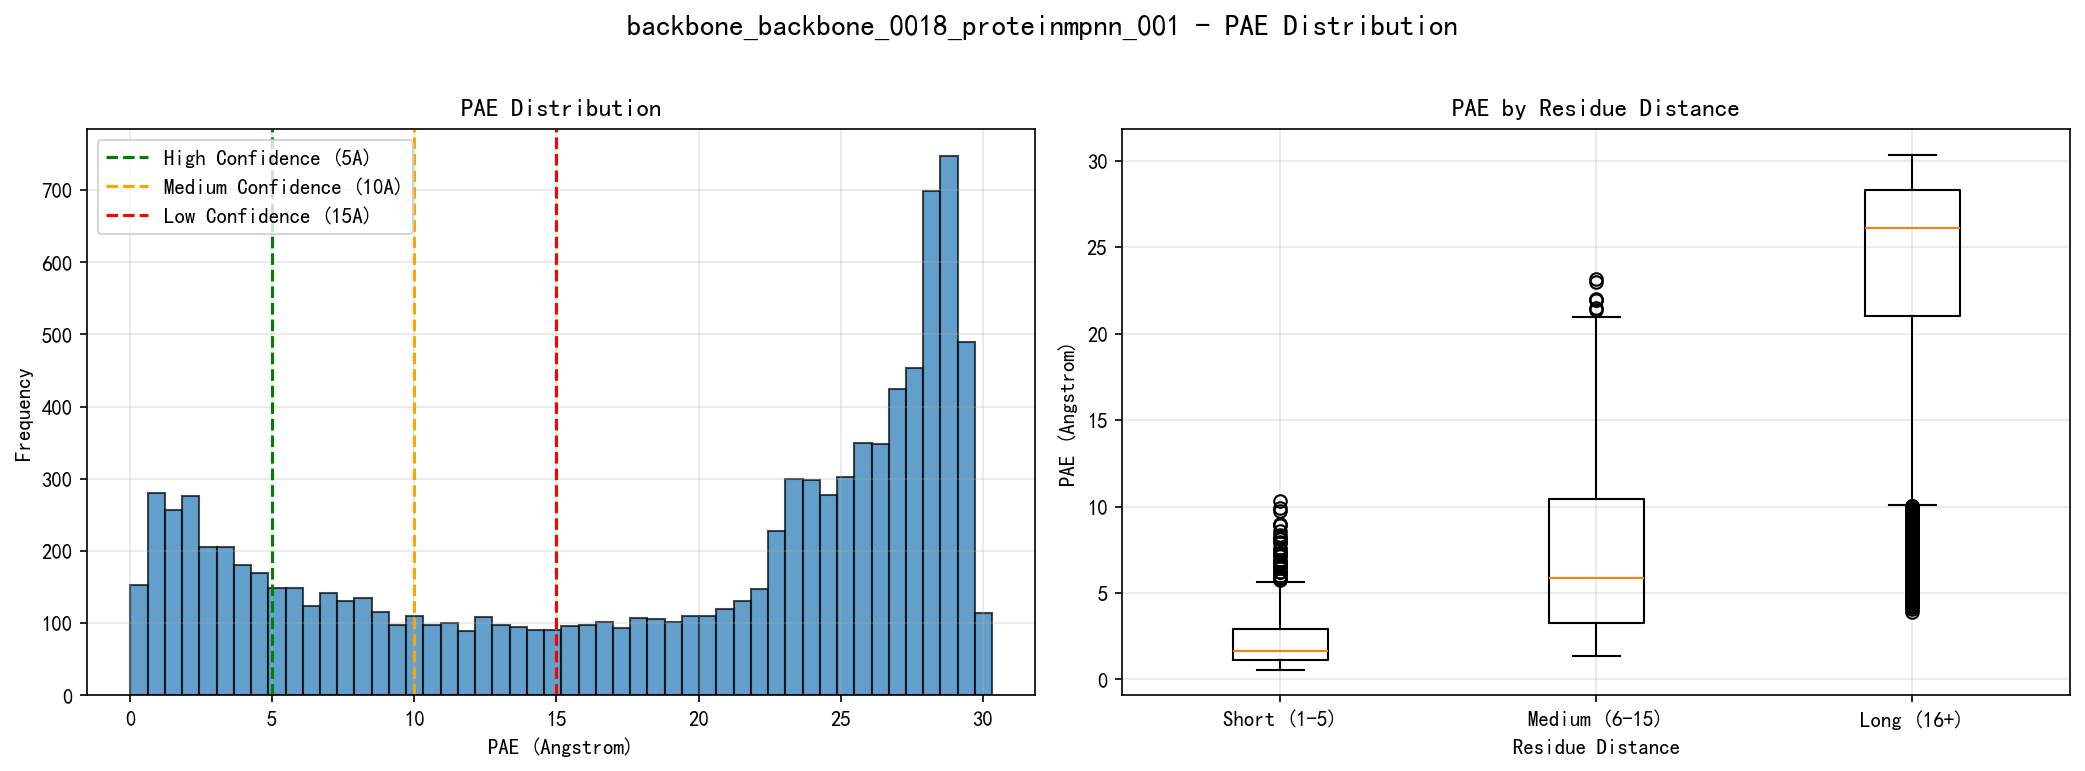 backbone_backbone_0018_proteinmpnn_001 - PAE Distribution
PAE Distribution
High Confidence (5A)
Medium Confidence (10A)
Low Confidence (15A)
Frequency
700
600
500
400
300
200
100
0
0 5 10 15 20 25 30
PAE (Angstrom)
PAE by Residue Distance
PAE (Angstrom)
30
25
20
15
10
5
0
Short (1-5) Medium (6-15) Long (16+)
Residue Distance